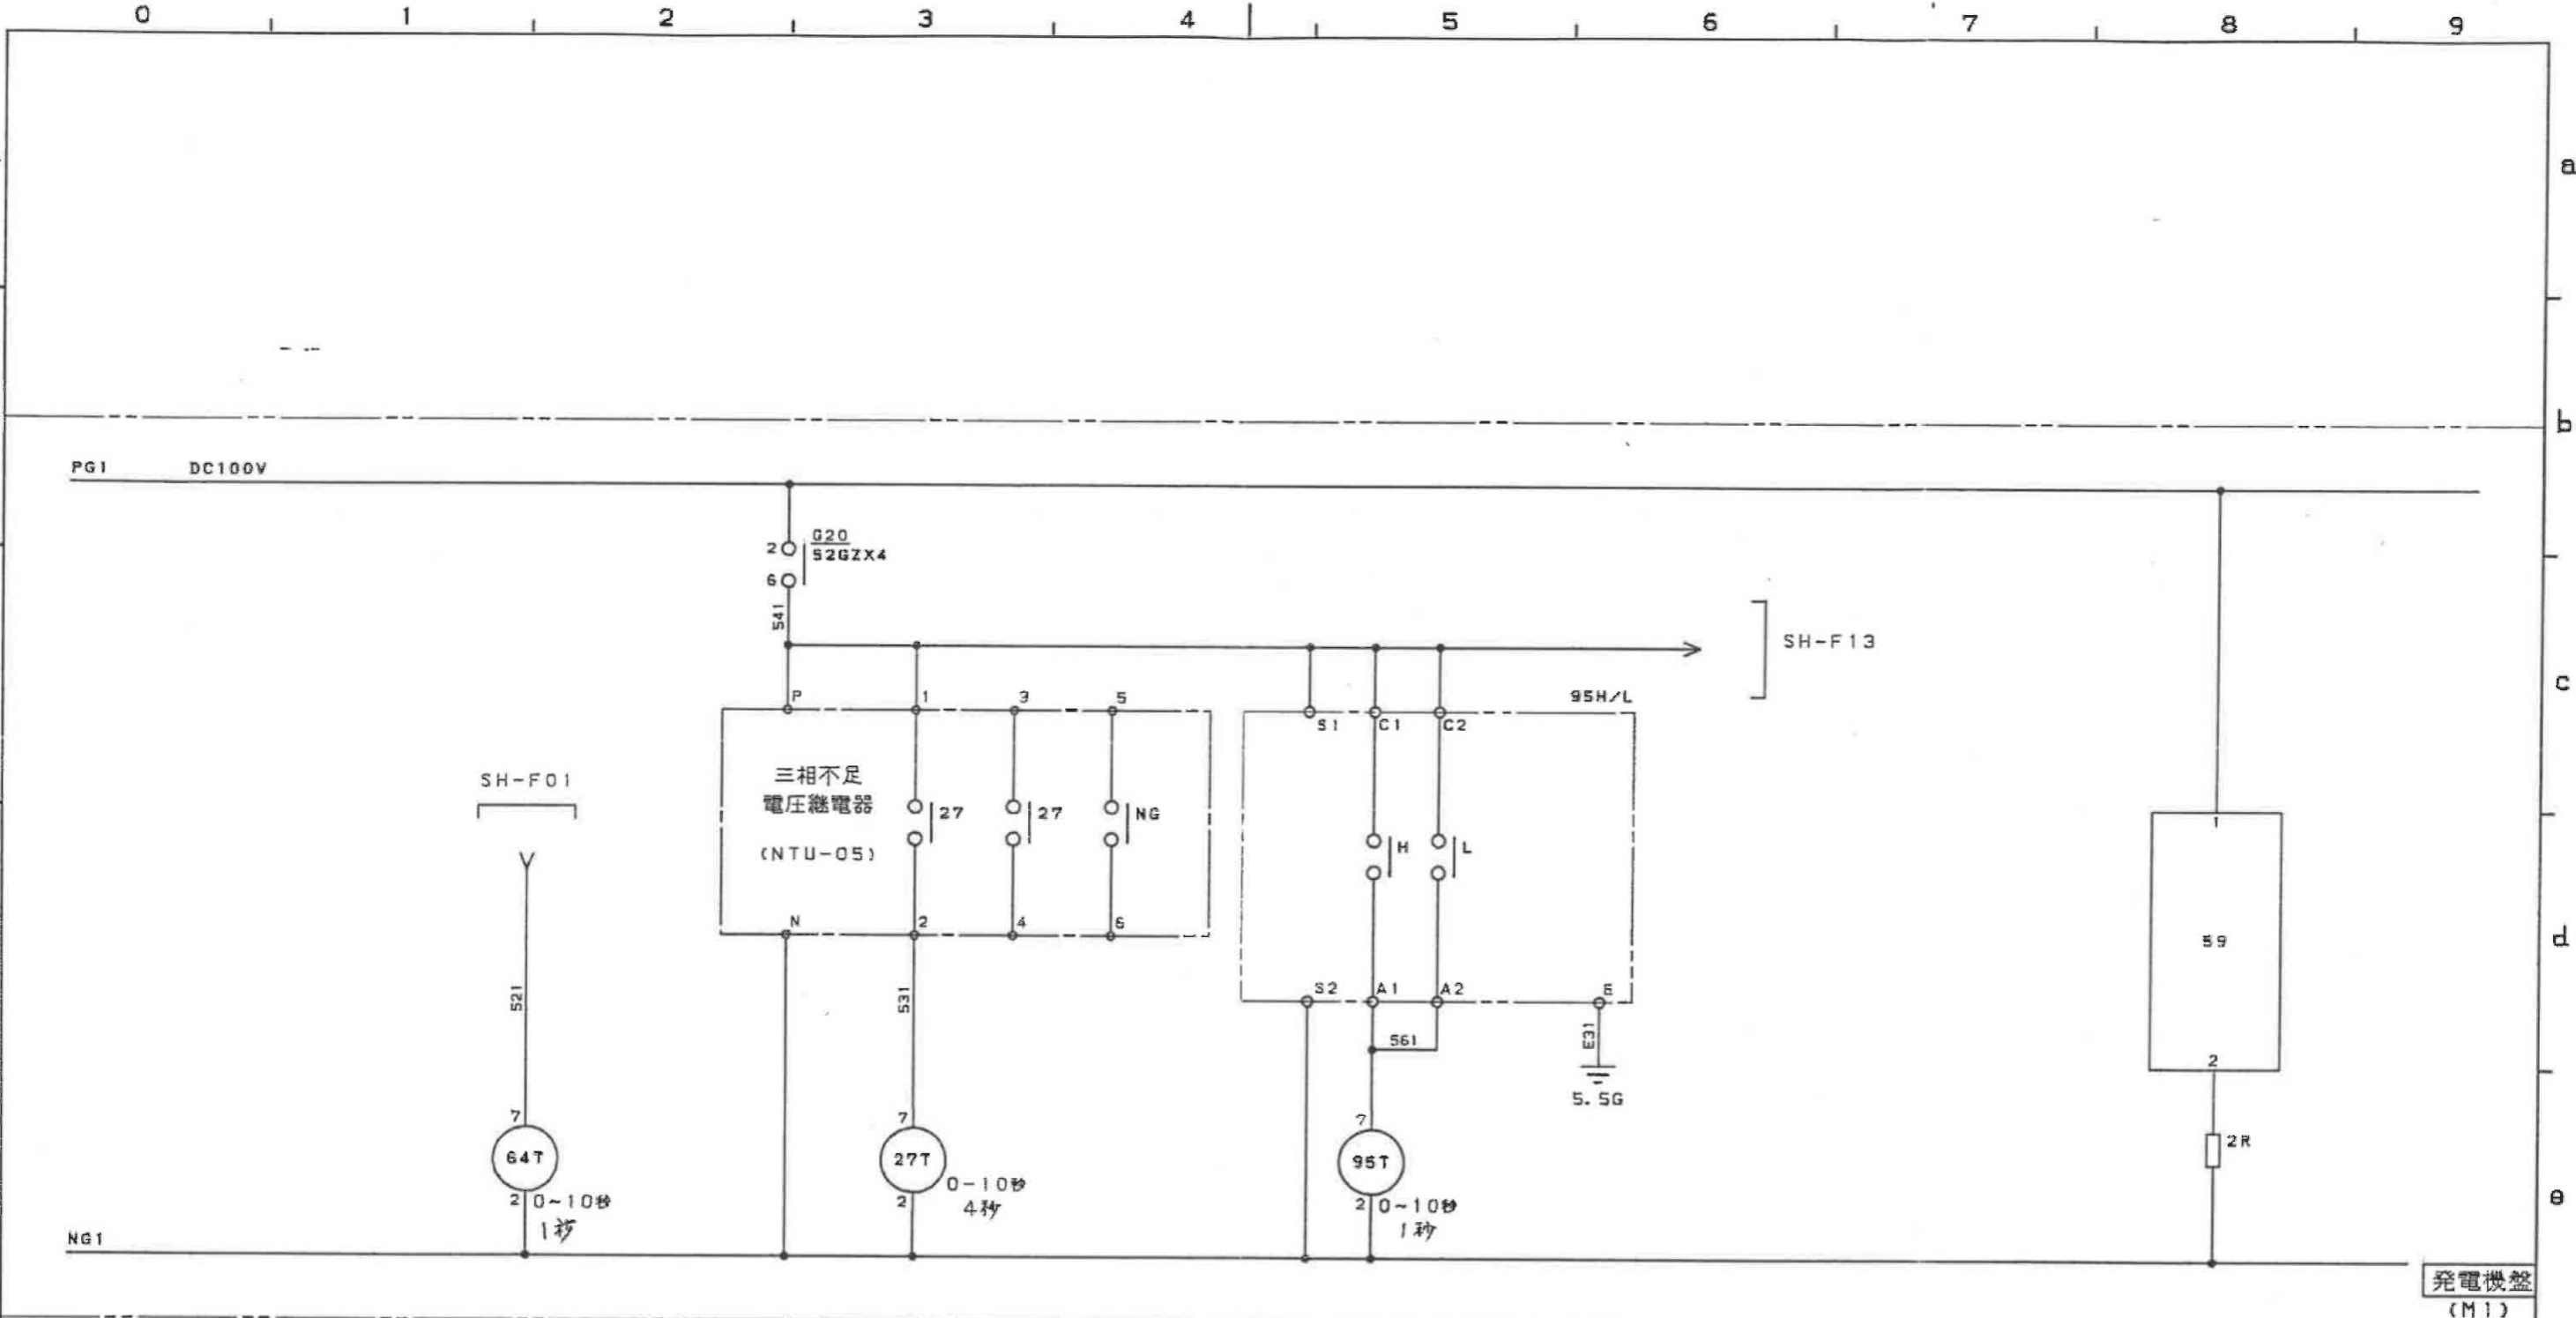 0 1 2 3 4 5 6 7 8 9
a
b
PG1 DC100V
2 G20
52GZX4
6
541
SH-F13
c
P 1 3 5
95H/L
S1 C1 C2
SH-F01
三相不足
電圧継電器
(NTU-05)
27 27 NG
H L
1
59
2
d
N 2 4 6
S2 A1 A2 E
521
531
561
E31
5.5G
7 7 7
64T
27T
95T
2R
2 0~10秒
1秒
2 0-10秒
4秒
2 0~10秒
1秒
e
NG1
発電機盤
(M1)